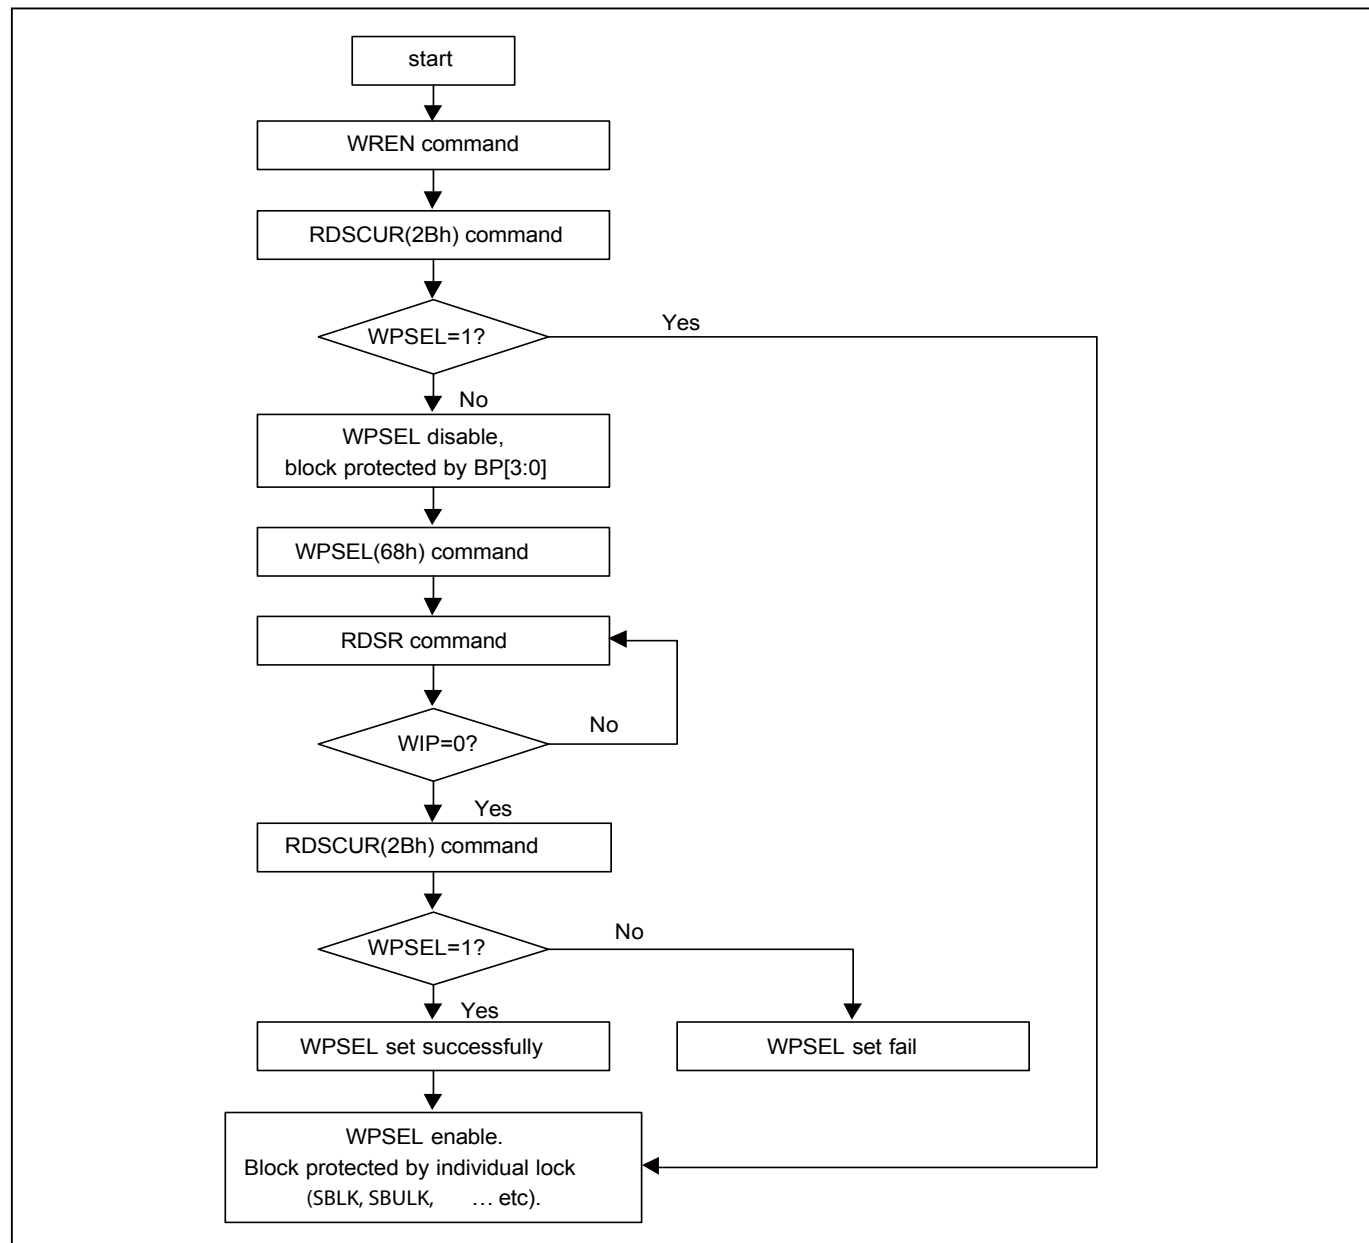 start
WREN command
RDSCUR(2Bh) command
WPSEL=1?
Yes
No
WPSEL disable,
block protected by BP[3:0]
WPSEL(68h) command
RDSR command
WIP=0?
No
Yes
RDSCUR(2Bh) command
WPSEL=1?
No
Yes
WPSEL set successfully
WPSEL set fail
WPSEL enable.
Block protected by individual lock
(SBLK, SBULK, … etc).